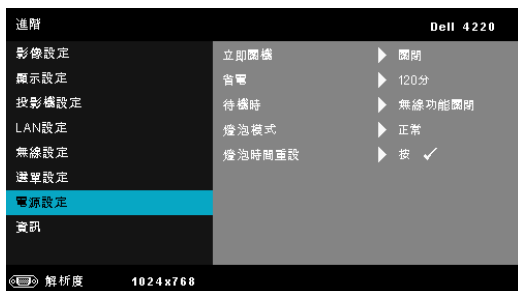 進階 Dell 4220
影像設定 立即關機 關閉
顯示設定 省電 120分
投影機設定 待機時 無線功能關閉
LAN設定 燈泡模式 正常
無線設定 燈泡時間重設 按 ✓
選單設定
電源設定
資訊
解析度 1024x768